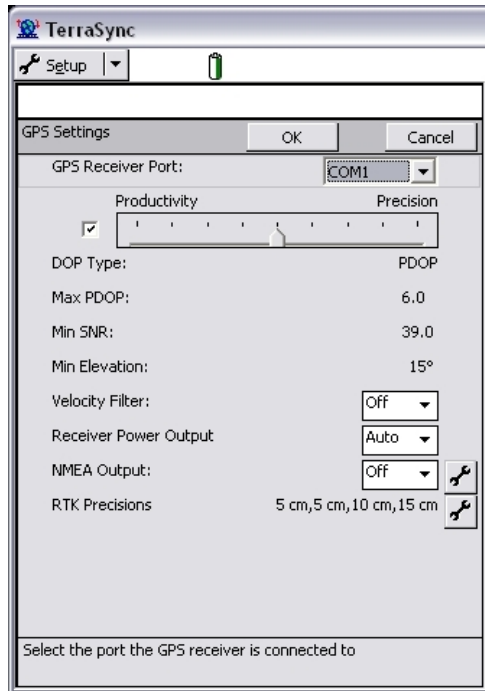 TerraSync
Setup
GPS Settings OK Cancel
GPS Receiver Port: COM1
Productivity Precision
DOP Type: PDOP
Max PDOP: 6.0
Min SNR: 39.0
Min Elevation: 15°
Velocity Filter: Off
Receiver Power Output Auto
NMEA Output: Off
RTK Precisions 5 cm,5 cm,10 cm,15 cm
Select the port the GPS receiver is connected to